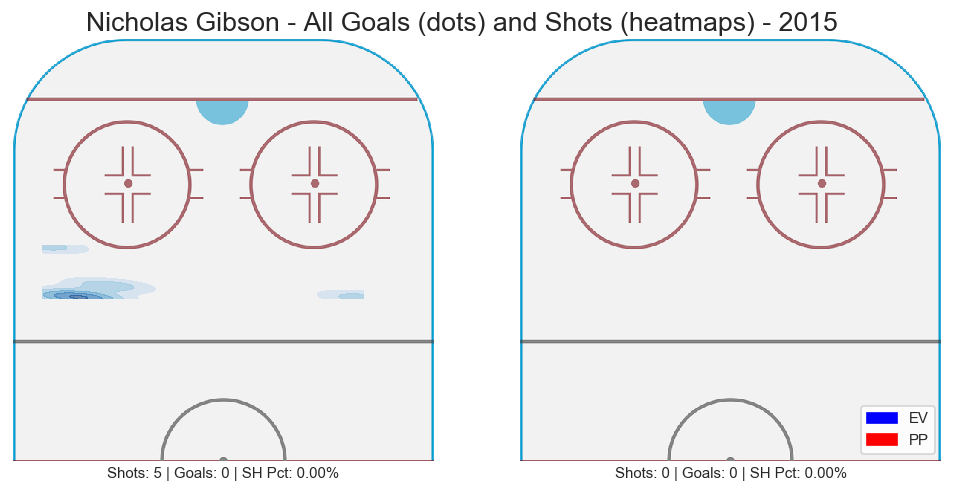 Nicholas Gibson - All Goals (dots) and Shots (heatmaps) - 2015
EV
PP
Shots: 5 | Goals: 0 | SH Pct: 0.00%
Shots: 0 | Goals: 0 | SH Pct: 0.00%